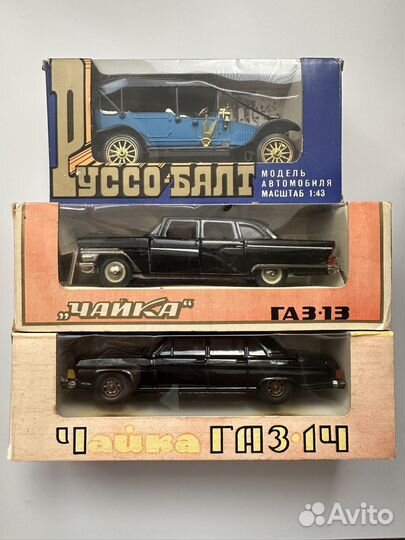 Руссо-Балт
МОДЕЛЬ
АВТОМОБИЛЯ
МАСШТАБ 1:43
„ЧАЙКА" ГАЗ-13
Чайка ГАЗ-14
Avito